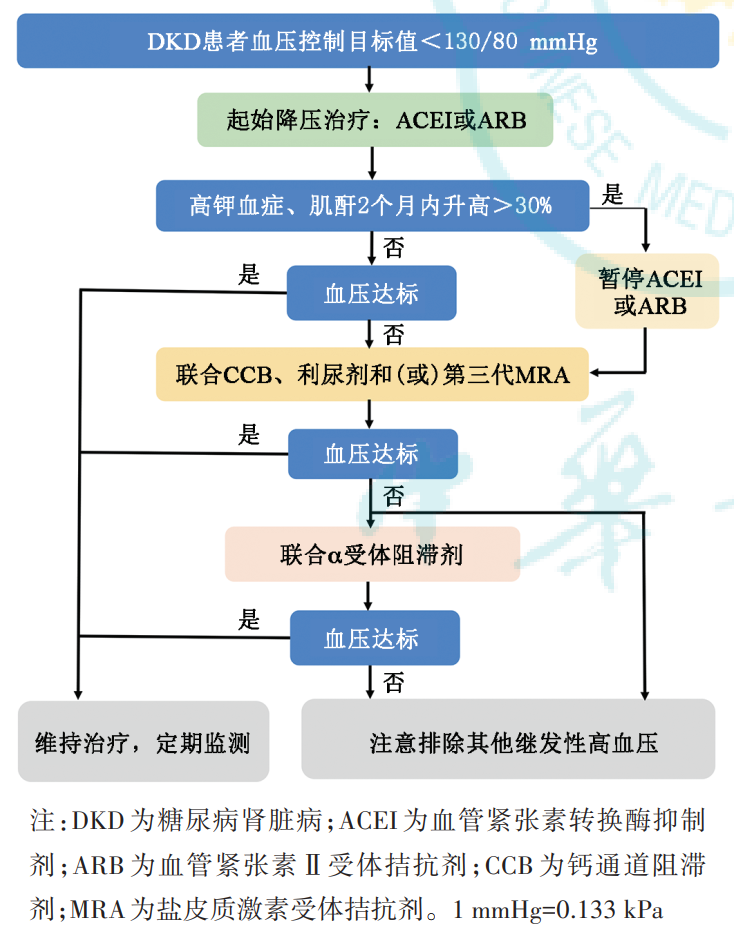 DKD患者血压控制目标值＜130/80 mmHg
起始降压治疗：ACEI或ARB
高钾血症、肌酐2个月内升高＞30%
是
否
暂停ACEI
或ARB
是
血压达标
否
联合CCB、利尿剂和(或)第三代MRA
是
血压达标
否
联合α受体阻滞剂
是
血压达标
否
维持治疗，定期监测
注意排除其他继发性高血压
注：DKD为糖尿病肾脏病；ACEI为血管紧张素转换酶抑制
剂；ARB为血管紧张素Ⅱ受体拮抗剂；CCB为钙通道阻滞
剂；MRA为盐皮质激素受体拮抗剂。1 mmHg=0.133 kPa